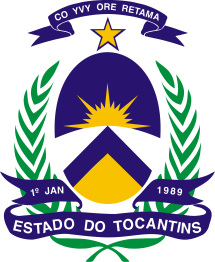 CO YVY ORE RETAMA
1º JAN 1989
ESTADO DO TOCANTINS